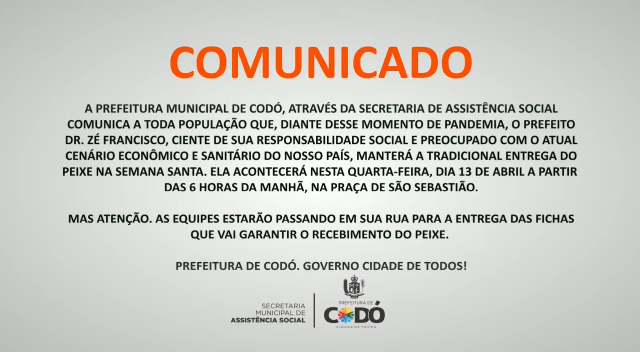 COMUNICADO
A PREFEITURA MUNICIPAL DE CODÓ, ATRAVÉS DA SECRETARIA DE ASSISTÊNCIA SOCIAL
COMUNICA A TODA POPULAÇÃO QUE, DIANTE DESSE MOMENTO DE PANDEMIA, O PREFEITO
DR. ZÉ FRANCISCO, CIENTE DE SUA RESPONSABILIDADE SOCIAL E PREOCUPADO COM O ATUAL
CENÁRIO ECONÔMICO E SANITÁRIO DO NOSSO PAÍS, MANTERÁ A TRADICIONAL ENTREGA DO
PEIXE NA SEMANA SANTA. ELA ACONTECERÁ NESTA QUARTA-FEIRA, DIA 13 DE ABRIL A PARTIR
DAS 6 HORAS DA MANHÃ, NA PRAÇA DE SÃO SEBASTIÃO.
MAS ATENÇÃO. AS EQUIPES ESTARÃO PASSANDO EM SUA RUA PARA A ENTREGA DAS FICHAS
QUE VAI GARANTIR O RECEBIMENTO DO PEIXE.
PREFEITURA DE CODÓ. GOVERNO CIDADE DE TODOS!
SECRETARIA
MUNICIPAL DE
ASSISTÊNCIA SOCIAL
PREFEITURA DE
CODÓ
CIDADE DE TODOS